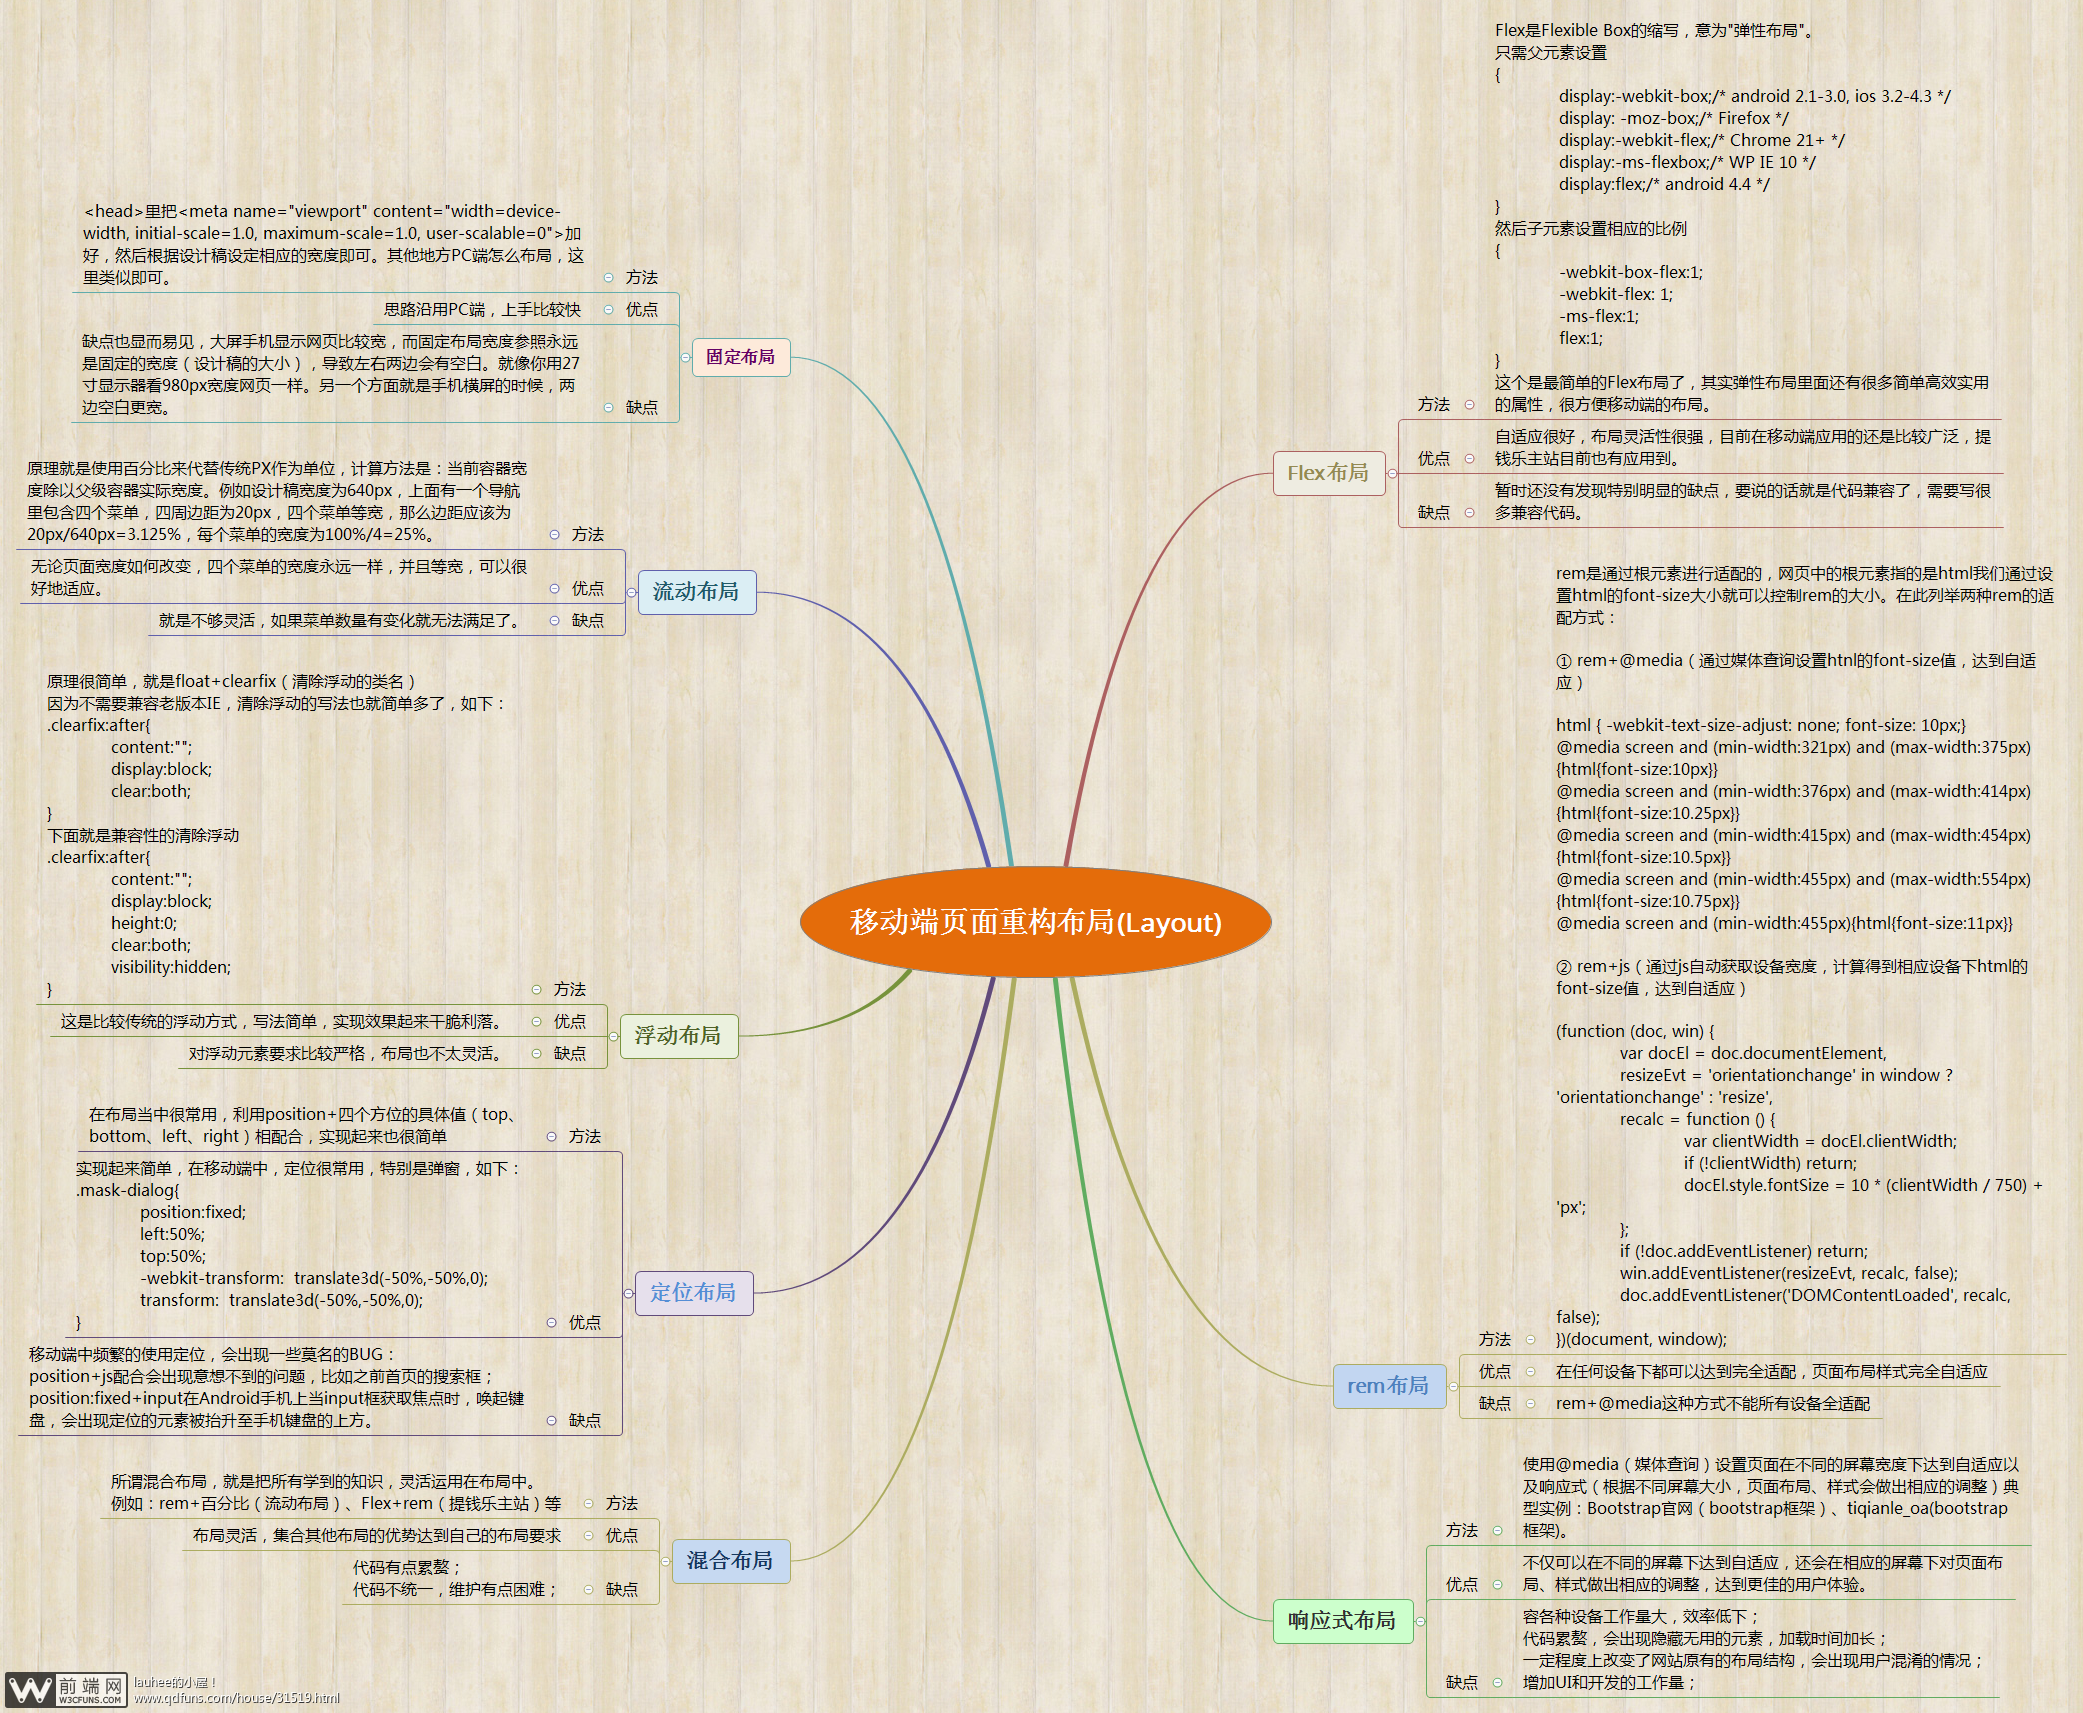 移动端页面重构布局(Layout)
固定布局
方法
<head>里把<meta name="viewport" content="width=device-
width, initial-scale=1.0, maximum-scale=1.0, user-scalable=0">加
好，然后根据设计稿设定相应的宽度即可。其他地方PC端怎么布局，这
里类似即可。
优点
思路沿用PC端，上手比较快
缺点
缺点也显而易见，大屏手机显示网页比较宽，而固定布局宽度参照永远
是固定的宽度（设计稿的大小），导致左右两边会有空白。就像你用27
寸显示器看980px宽度网页一样。另一个方面就是手机横屏的时候，两
边空白更宽。
流动布局
方法
原理就是使用百分比来代替传统PX作为单位，计算方法是：当前容器宽
度除以父级容器实际宽度。例如设计稿宽度为640px，上面有一个导航
里包含四个菜单，四周边距为20px，四个菜单等宽，那么边距应该为
20px/640px=3.125%，每个菜单的宽度为100%/4=25%。
优点
无论页面宽度如何改变，四个菜单的宽度永远一样，并且等宽，可以很
好地适应。
缺点
就是不够灵活，如果菜单数量有变化就无法满足了。
浮动布局
方法
原理很简单，就是float+clearfix（清除浮动的类名）
因为不需要兼容老版本IE，清除浮动的写法也就简单多了，如下：
.clearfix:after{
content:"";
display:block;
clear:both;
}
下面就是兼容性的清除浮动
.clearfix:after{
content:"";
display:block;
height:0;
clear:both;
visibility:hidden;
}
优点
这是比较传统的浮动方式，写法简单，实现效果起来干脆利落。
缺点
对浮动元素要求比较严格，布局也不太灵活。
定位布局
方法
在布局当中很常用，利用position+四个方位的具体值（top、
bottom、left、right）相配合，实现起来也很简单
优点
实现起来简单，在移动端中，定位很常用，特别是弹窗，如下：
.mask-dialog{
position:fixed;
left:50%;
top:50%;
-webkit-transform:  translate3d(-50%,-50%,0);
transform:  translate3d(-50%,-50%,0);
}
缺点
移动端中频繁的使用定位，会出现一些莫名的BUG：
position+js配合会出现意想不到的问题，比如之前首页的搜索框；
position:fixed+input在Android手机上当input框获取焦点时，唤起键
盘，会出现定位的元素被抬升至手机键盘的上方。
混合布局
方法
所谓混合布局，就是把所有学到的知识，灵活运用在布局中。
例如：rem+百分比（流动布局）、Flex+rem（提钱乐主站）等
优点
布局灵活，集合其他布局的优势达到自己的布局要求
缺点
代码有点累赘；
代码不统一，维护有点困难；
Flex布局
方法
Flex是Flexible Box的缩写，意为"弹性布局"。
只需父元素设置
{
display:-webkit-box;/* android 2.1-3.0, ios 3.2-4.3 */
display: -moz-box;/* Firefox */
display:-webkit-flex;/* Chrome 21+ */
display:-ms-flexbox;/* WP IE 10 */
display:flex;/* android 4.4 */
}
然后子元素设置相应的比例
{
-webkit-box-flex:1;
-webkit-flex: 1;
-ms-flex:1;
flex:1;
}
这个是最简单的Flex布局了，其实弹性布局里面还有很多简单高效实用
的属性，很方便移动端的布局。
优点
自适应很好，布局灵活性很强，目前在移动端应用的还是比较广泛，提
钱乐主站目前也有应用到。
缺点
暂时还没有发现特别明显的缺点，要说的话就是代码兼容了，需要写很
多兼容代码。
rem布局
方法
rem是通过根元素进行适配的，网页中的根元素指的是html我们通过设
置html的font-size大小就可以控制rem的大小。在此列举两种rem的适
配方式：
① rem+@media（通过媒体查询设置htnl的font-size值，达到自适
应）
html { -webkit-text-size-adjust: none; font-size: 10px;}
@media screen and (min-width:321px) and (max-width:375px)
{html{font-size:10px}}
@media screen and (min-width:376px) and (max-width:414px)
{html{font-size:10.25px}}
@media screen and (min-width:415px) and (max-width:454px)
{html{font-size:10.5px}}
@media screen and (min-width:455px) and (max-width:554px)
{html{font-size:10.75px}}
@media screen and (min-width:455px){html{font-size:11px}}
② rem+js（通过js自动获取设备宽度，计算得到相应设备下html的
font-size值，达到自适应）
(function (doc, win) {
var docEl = doc.documentElement,
resizeEvt = 'orientationchange' in window ?
'orientationchange' : 'resize',
recalc = function () {
var clientWidth = docEl.clientWidth;
if (!clientWidth) return;
docEl.style.fontSize = 10 * (clientWidth / 750) +
'px';
};
if (!doc.addEventListener) return;
win.addEventListener(resizeEvt, recalc, false);
doc.addEventListener('DOMContentLoaded', recalc,
false);
})(document, window);
优点
在任何设备下都可以达到完全适配，页面布局样式完全自适应
缺点
rem+@media这种方式不能所有设备全适配
响应式布局
方法
使用@media（媒体查询）设置页面在不同的屏幕宽度下达到自适应以
及响应式（根据不同屏幕大小，页面布局、样式会做出相应的调整）典
型实例：Bootstrap官网（bootstrap框架）、tiqianle_oa(bootstrap
框架)。
优点
不仅可以在不同的屏幕下达到自适应，还会在相应的屏幕下对页面布
局、样式做出相应的调整，达到更佳的用户体验。
缺点
容各种设备工作量大，效率低下；
代码累赘，会出现隐藏无用的元素，加载时间加长；
一定程度上改变了网站原有的布局结构，会出现用户混淆的情况；
增加UI和开发的工作量；
W 前端网
W3CFUNS.COM
lauhee的小屋！
www.qdfuns.com/house/31519.html